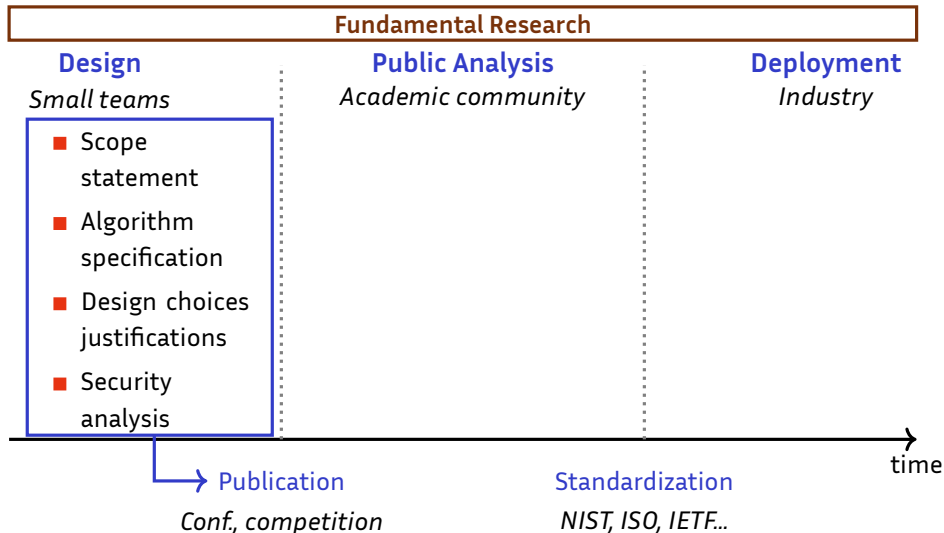 Fundamental Research
Design
Public Analysis
Deployment
Small teams
Academic community
Industry
Scope
statement
Algorithm
specification
Design choices
justifications
Security
analysis
time
Publication
Standardization
Conf., competition
NIST, ISO, IETF...